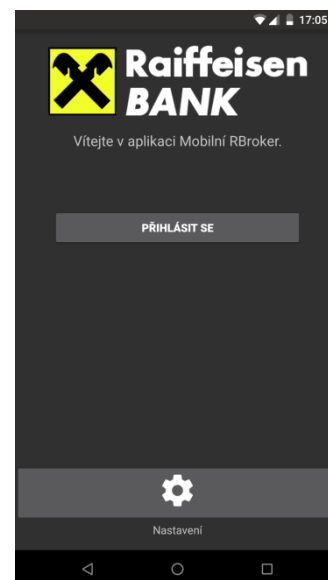 17:05
Raiffeisen
BANK
Vítejte v aplikaci Mobilní RBroker.
PŘIHLÁSIT SE
Nastavení